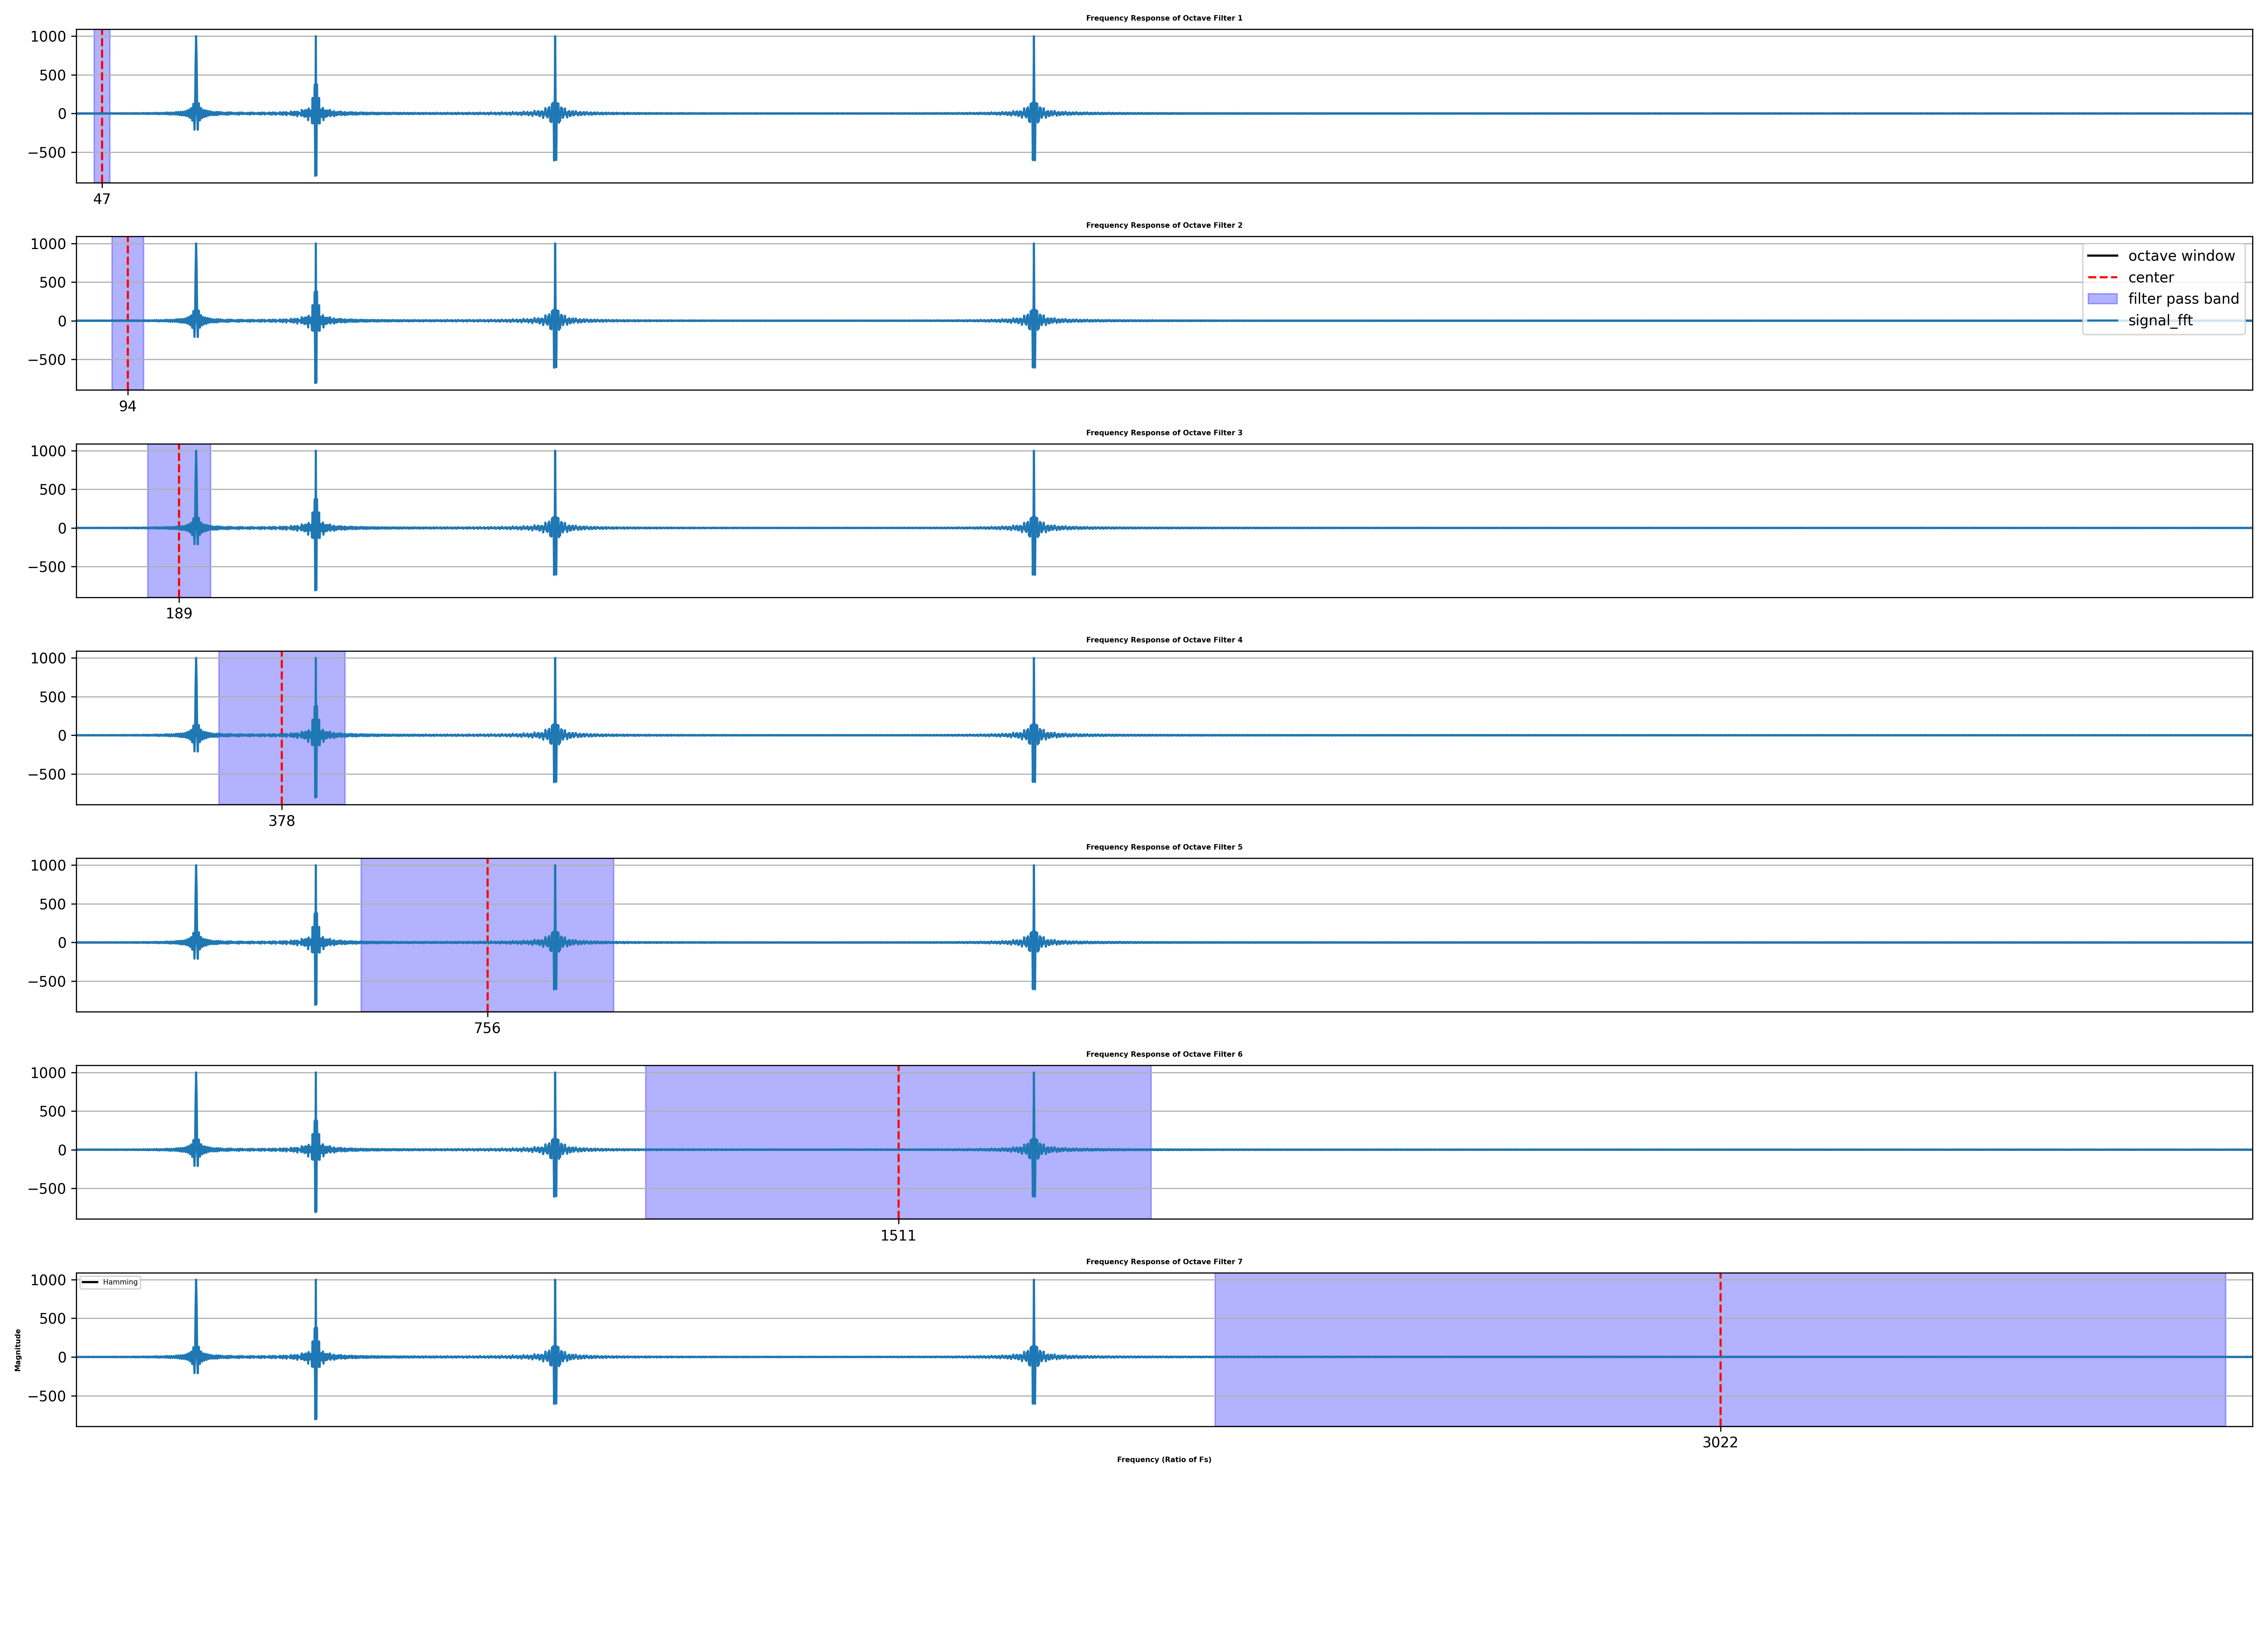 Frequency Response of Octave Filter 1
1000
500
0
−500
47
Frequency Response of Octave Filter 2
1000
500
0
−500
octave window
center
filter pass band
signal_fft
94
Frequency Response of Octave Filter 3
1000
500
0
−500
189
Frequency Response of Octave Filter 4
1000
500
0
−500
378
Frequency Response of Octave Filter 5
1000
500
0
−500
756
Frequency Response of Octave Filter 6
1000
500
0
−500
1511
Frequency Response of Octave Filter 7
Hamming
1000
500
0
−500
Magnitude
3022
Frequency (Ratio of Fs)